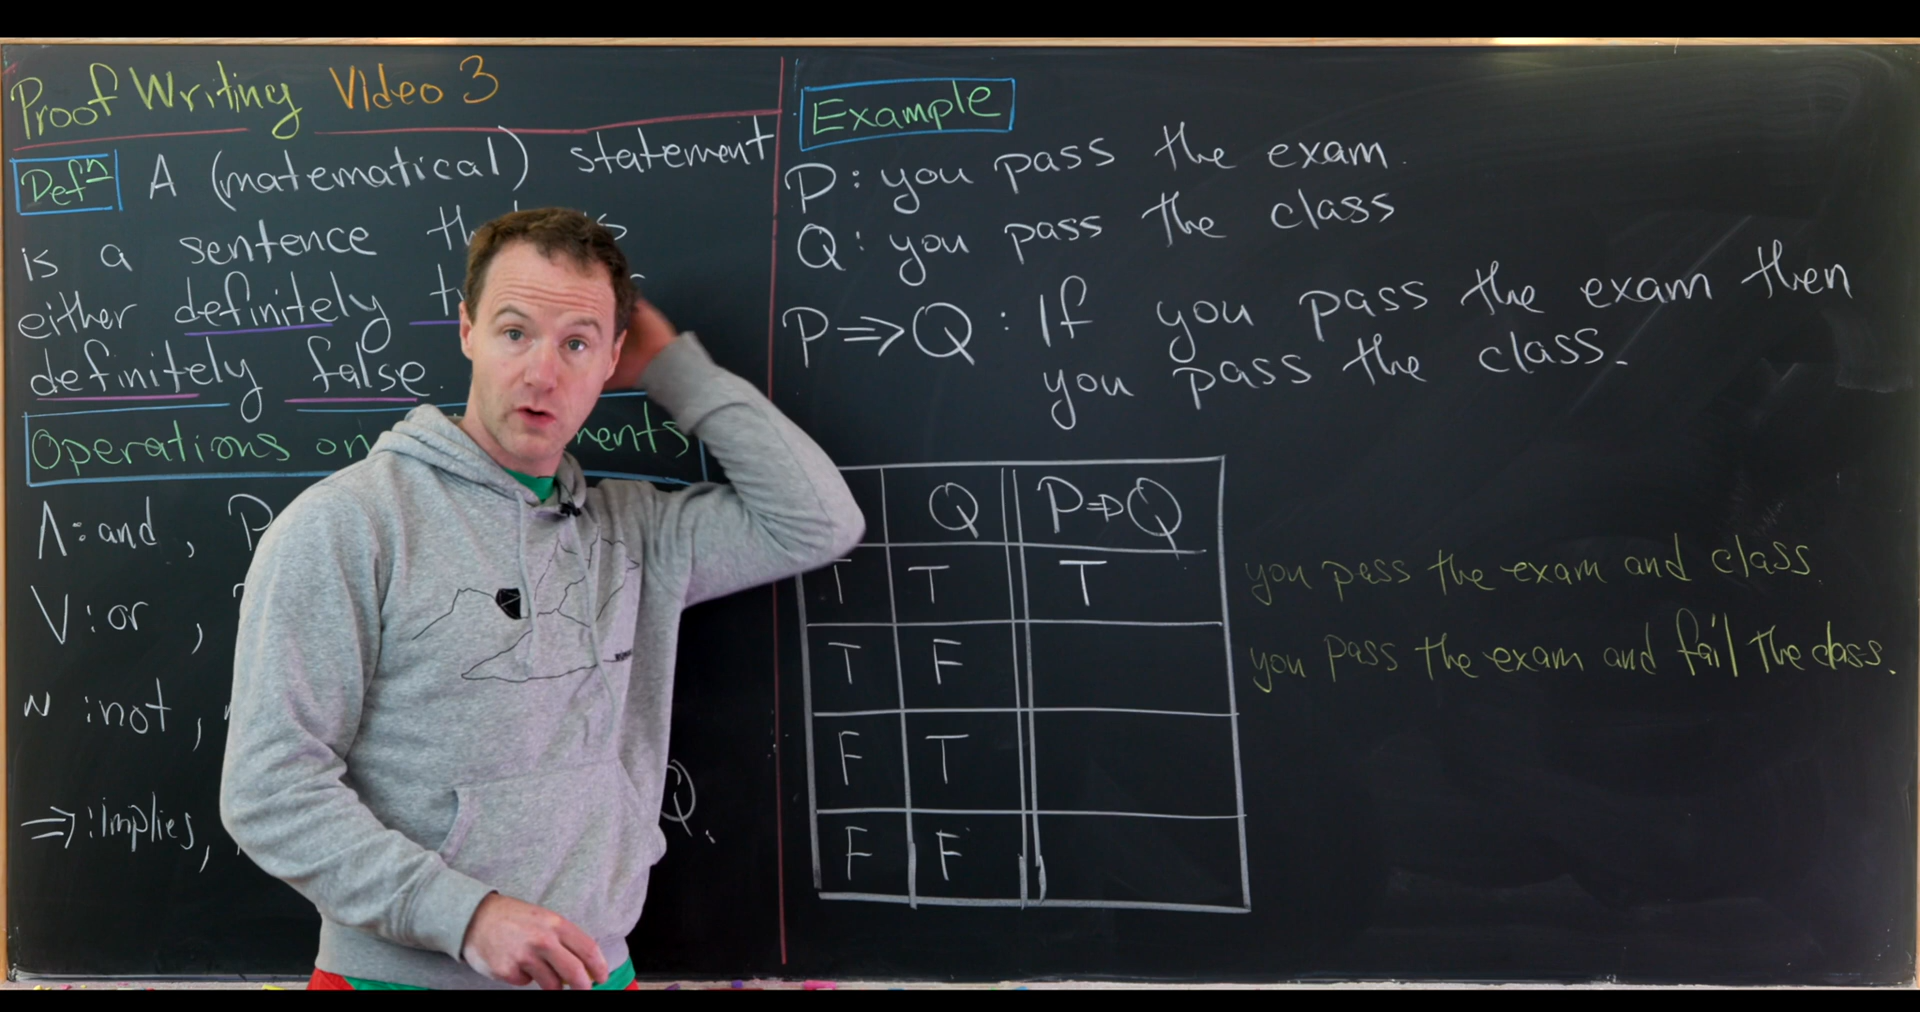 Proof Writing Video 3
Defⁿ A (matematical) statement
is a sentence
either definitely
definitely false.
Operations on
∧: and, P
∨: or,
~ : not,
⇒: implies, Q.
Example
P: you pass the exam.
Q: you pass the class
P ⇒ Q : If you pass the exam then
you pass the class.
Q P⇒Q
T T T you pass the exam and class.
T F you pass the exam and fail the class.
F T
F F